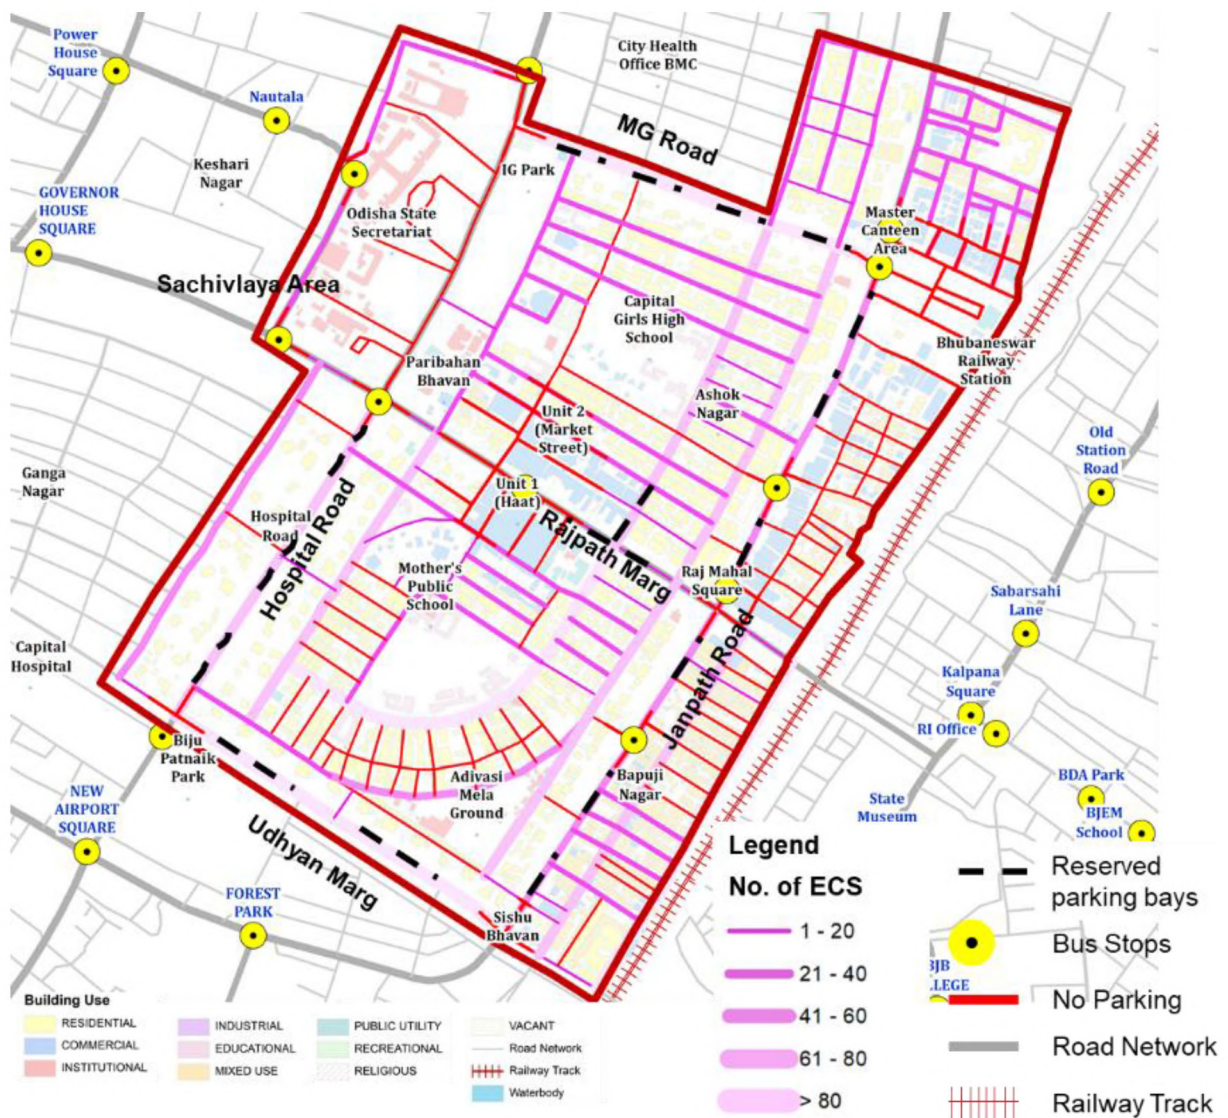 Power
House
Square
City Health
Office BMC
Nautala
MG Road
Keshari
Nagar
IG Park
GOVERNOR
HOUSE
SQUARE
Odisha State
Secretariat
Master
Canteen
Area
Sachivlaya Area
Capital
Girls High
School
Bhubaneswar
Railway
Station
Paribahan
Bhavan
Ashok
Nagar
Unit 2
(Market
Street)
Old
Station
Road
Ganga
Nagar
Unit 1
(Haat)
Hospital
Road
Hospital Road
Rajpath Marg
Mother's
Public
School
Raj Mahal
Square
Sabarsahi
Lane
Capital
Hospital
Janpath Road
Kalpana
Square
RI Office
Biju
Patnaik
Park
Adivasi
Mela
Ground
Bapuji
Nagar
BDA Park
BJEM
School
NEW
AIRPORT
SQUARE
State
Museum
Udhyan Marg
FOREST
PARK
Sishu
Bhavan
Legend
No. of ECS
1 - 20
21 - 40
41 - 60
61 - 80
> 80
Reserved
parking bays
Bus Stops
BJB
LLEGE
No Parking
Road Network
Railway Track
Building Use
RESIDENTIAL
COMMERCIAL
INSTITUTIONAL
INDUSTRIAL
EDUCATIONAL
MIXED USE
PUBLIC UTILITY
RECREATIONAL
RELIGIOUS
VACANT
Road Network
Railway Track
Waterbody